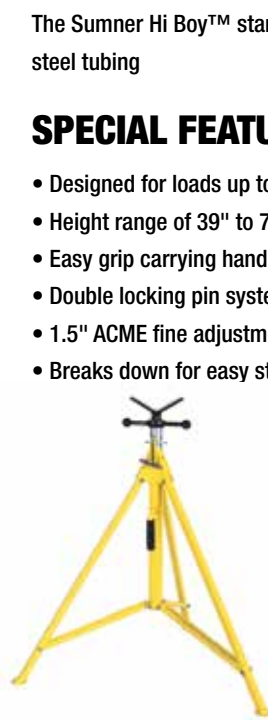 The Sumner Hi Boy™ star
steel tubing
SPECIAL FEATU
• Designed for loads up to
• Height range of 39" to 7
• Easy grip carrying hand
• Double locking pin syste
• 1.5" ACME fine adjustm
• Breaks down for easy st